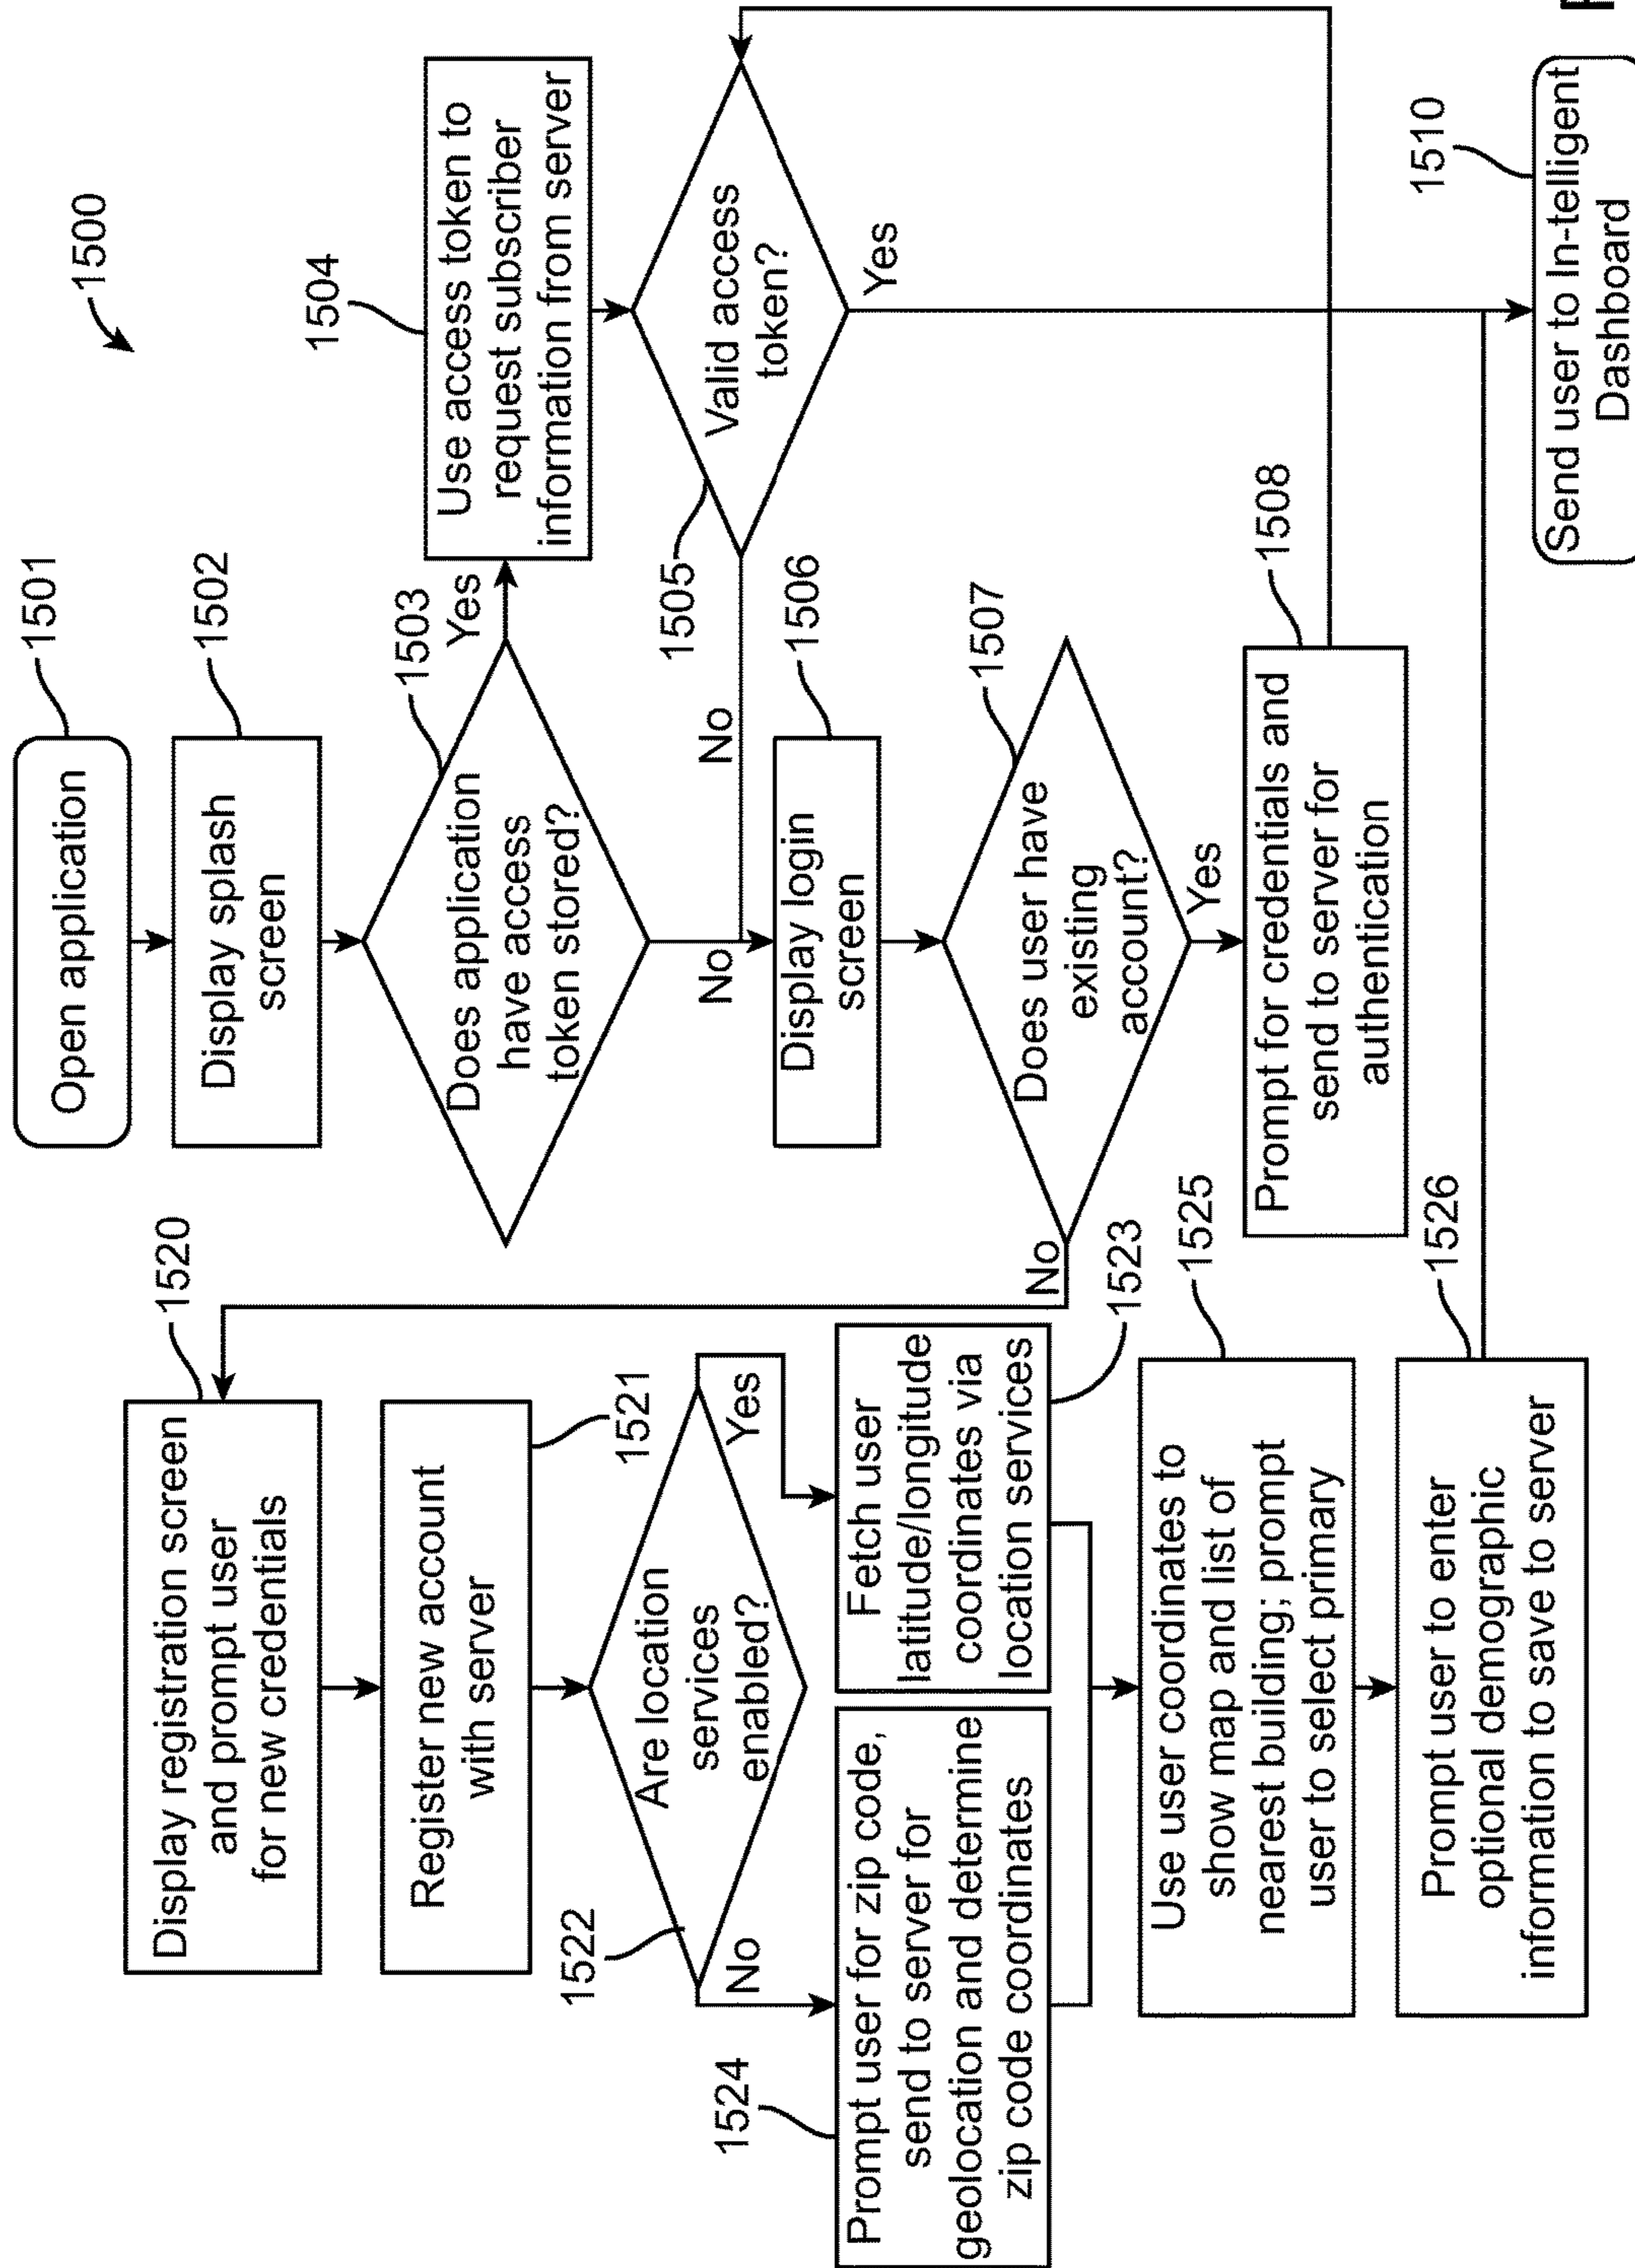 1500
Open application
1501
Display splash
screen
1502
Does application
have access
token stored?
1503
Yes
No
Use access token to
request subscriber
information from server
1504
Valid access
token?
1505
No
Yes
Display login
screen
1506
Does user have
existing
account?
1507
No
Yes
Prompt for credentials and
send to server for
authentication
1508
Send user to In-telligent
Dashboard
1510
Display registration screen
and prompt user
for new credentials
1520
Register new account
with server
1521
Are location
services
enabled?
1522
No
Yes
Prompt user for zip code,
send to server for
geolocation and determine
zip code coordinates
1524
Fetch user
latitude/longitude
coordinates via
location services
1523
Use user coordinates to
show map and list of
nearest building; prompt
user to select primary
1525
Prompt user to enter
optional demographic
information to save to server
1526